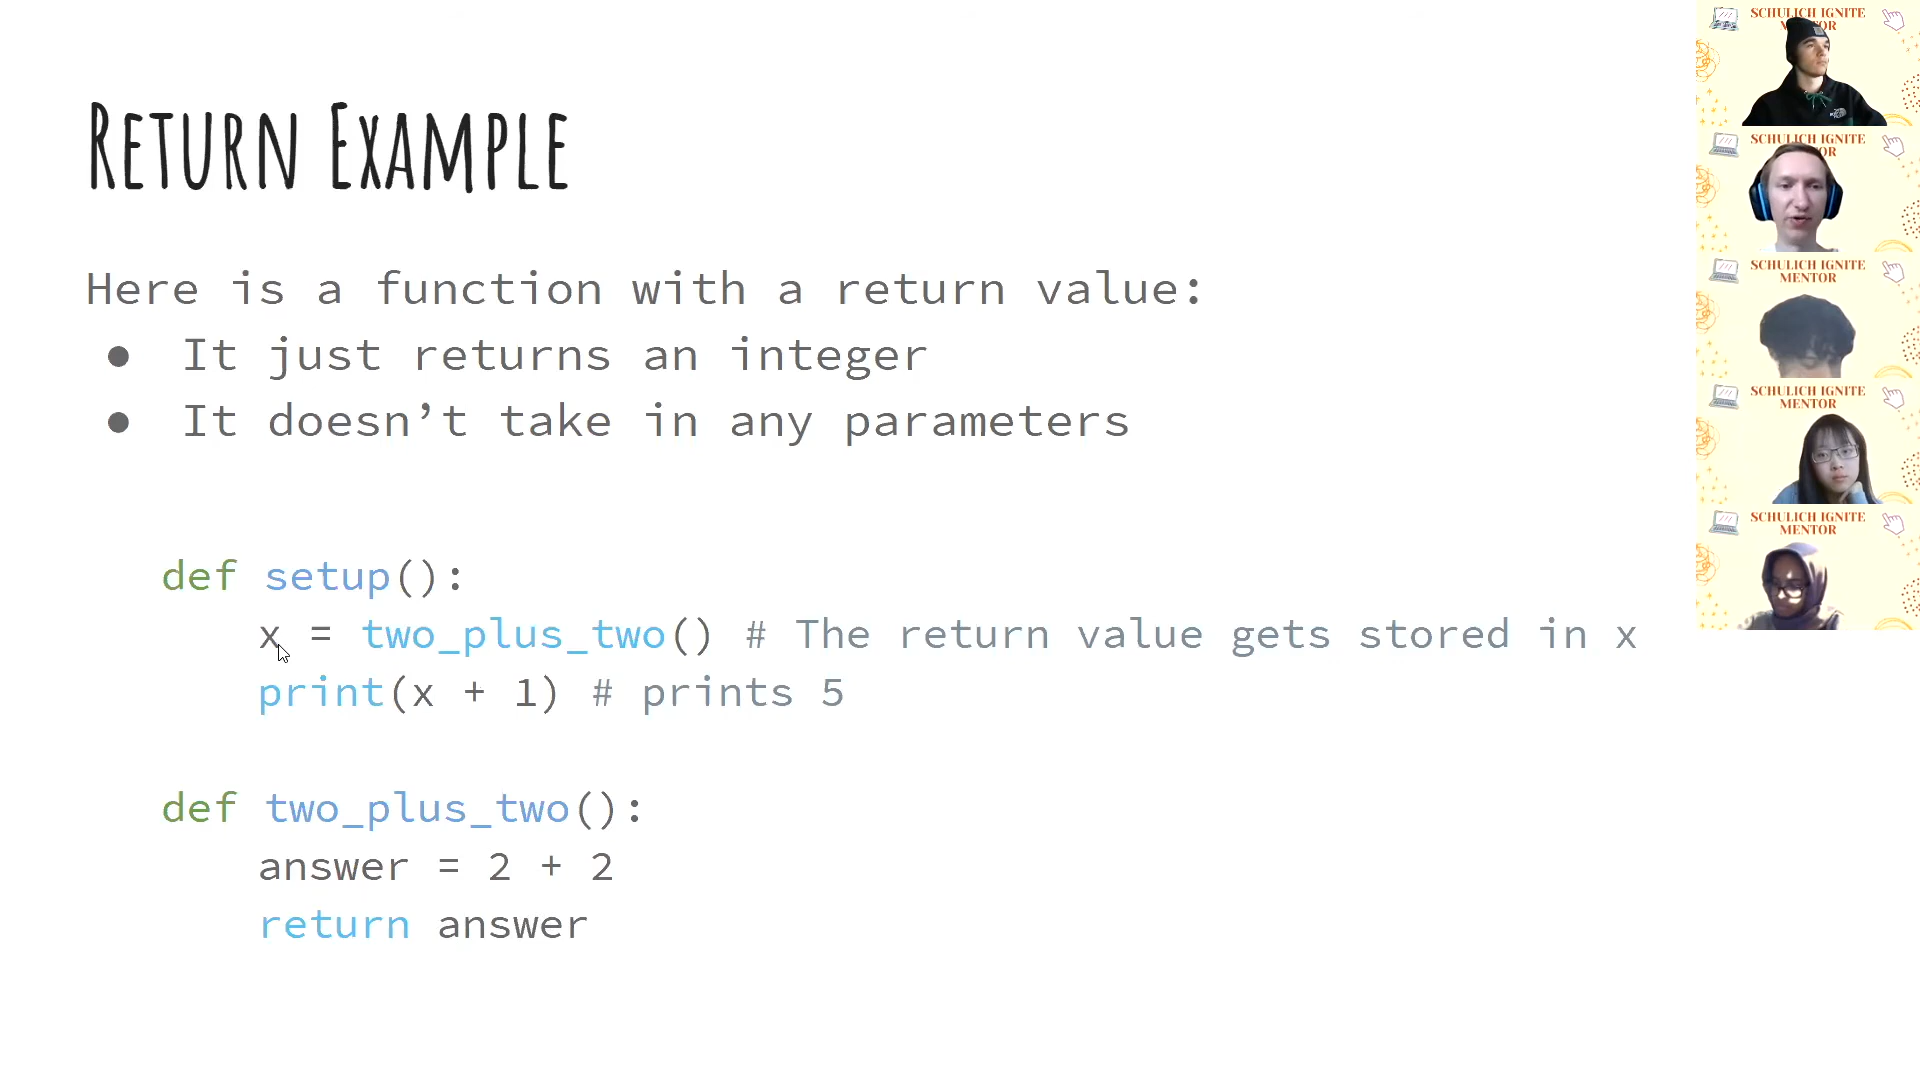 Return Example
Here is a function with a return value:
● It just returns an integer
● It doesn’t take in any parameters
def setup():
x = two_plus_two() # The return value gets stored in x
print(x + 1) # prints 5
def two_plus_two():
answer = 2 + 2
return answer
SCHULICH IGNITE
SCHULICH IGNITE
SCHULICH IGNITE
MENTOR
SCHULICH IGNITE
MENTOR
SCHULICH IGNITE
MENTOR